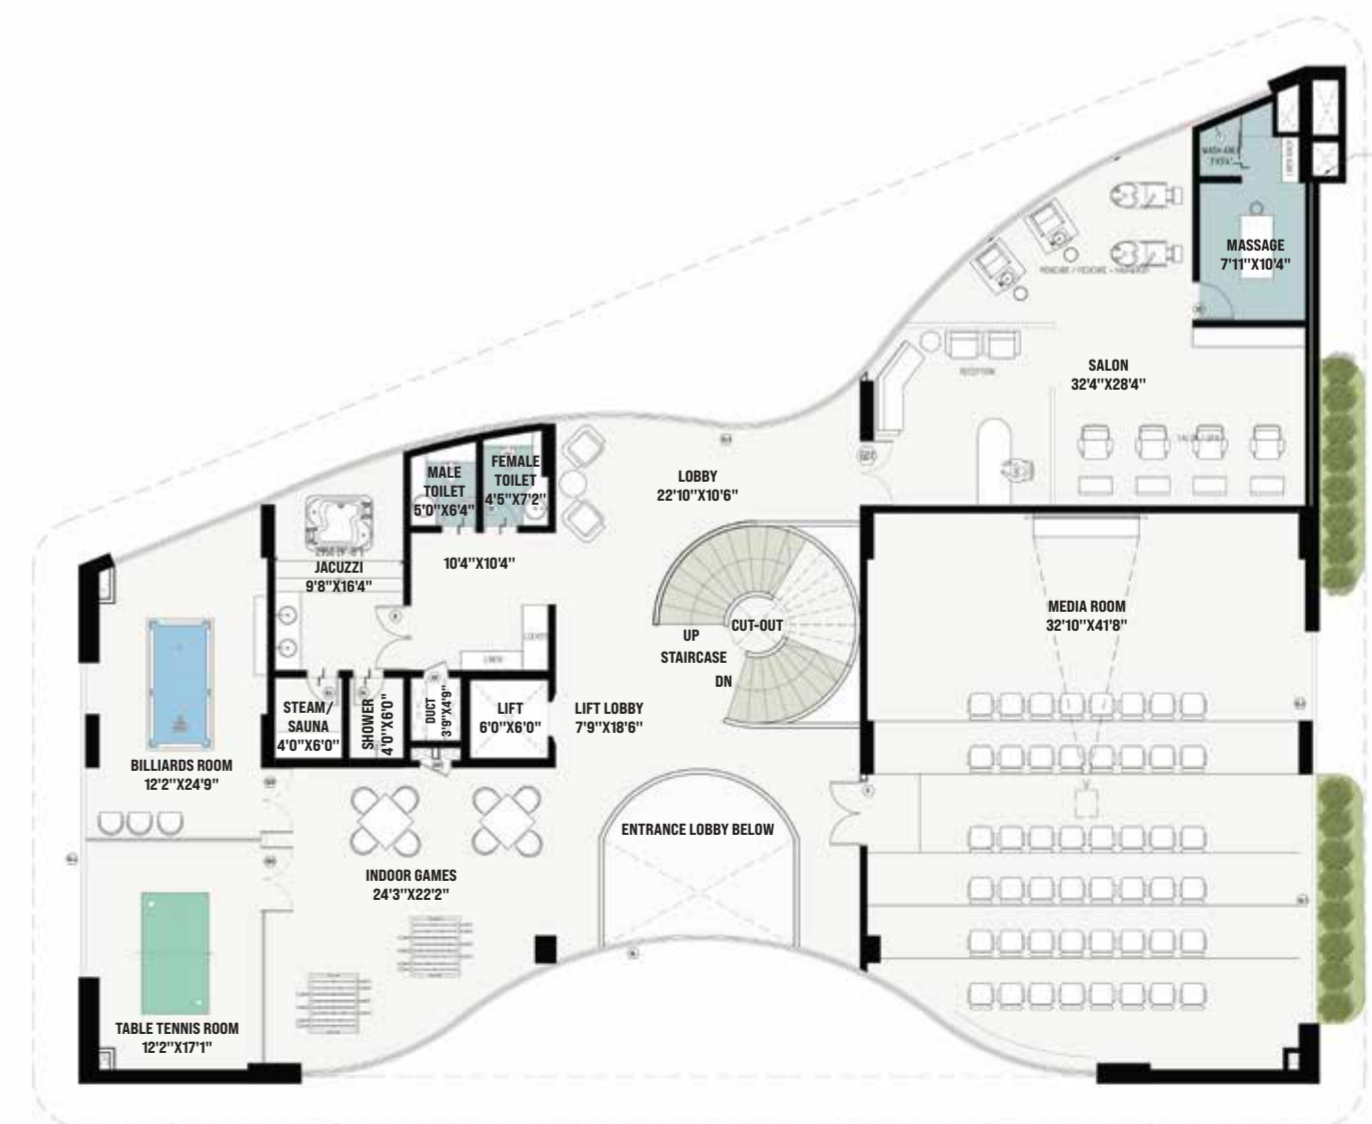 MASSAGE
7'11"X10'4"
SALON
32'4"X28'4"
RECEPTION
MALE
TOILET
5'0"X6'4"
FEMALE
TOILET
4'5"X7'2"
LOBBY
22'10"X10'6"
JACUZZI
9'8"X16'4"
10'4"X10'4"
CUT-OUT
UP
STAIRCASE
DN
MEDIA ROOM
32'10"X41'8"
STEAM/
SAUNA
4'0"X6'0"
SHOWER
4'0"X6'0"
DUCT
3'9"X4'9"
LIFT
6'0"X6'0"
LIFT LOBBY
7'9"X18'6"
BILLIARDS ROOM
12'2"X24'9"
ENTRANCE LOBBY BELOW
INDOOR GAMES
24'3"X22'2"
TABLE TENNIS ROOM
12'2"X17'1"